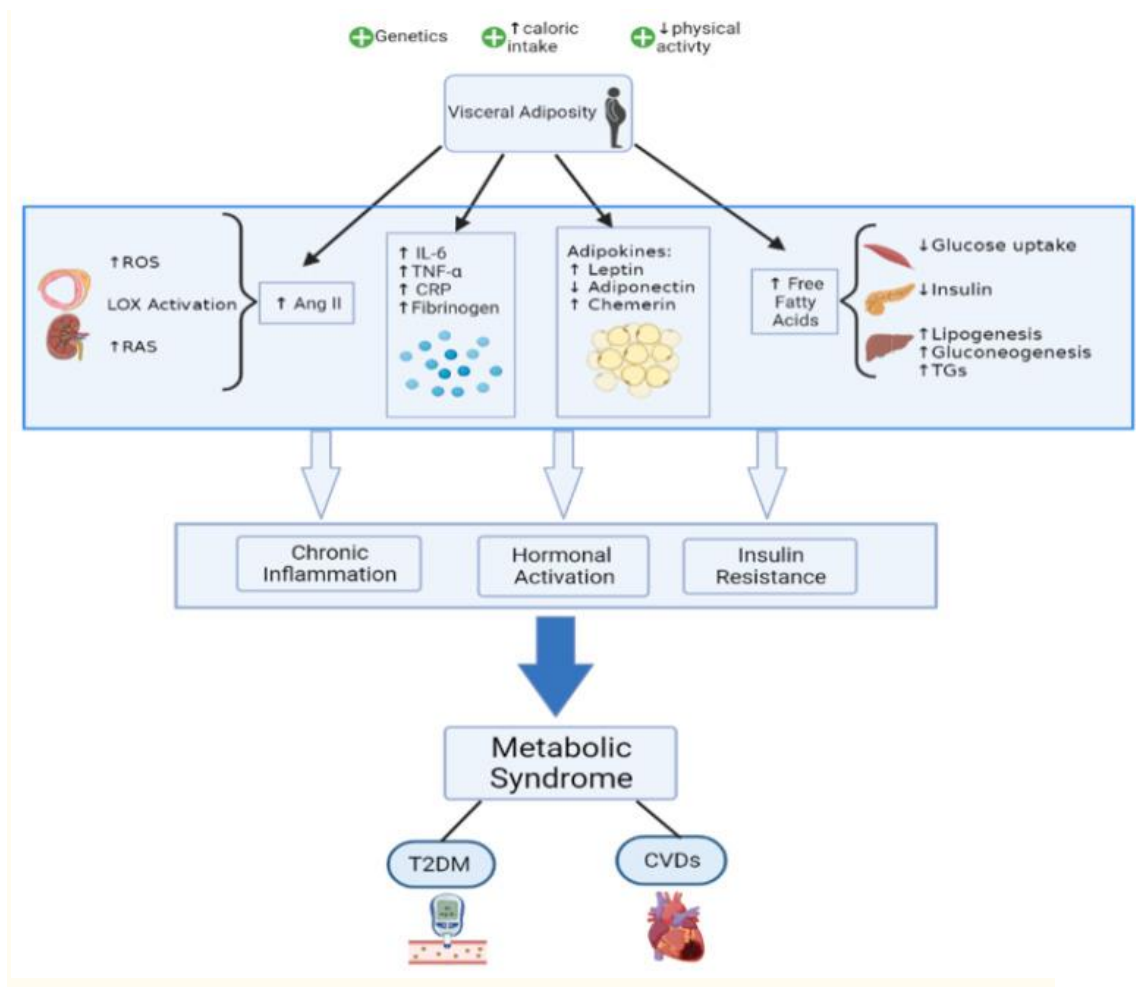 Genetics
↑caloric
intake
↓physical
activty
Visceral Adiposity
↑ROS
LOX Activation
↑RAS
↑ Ang II
↑ IL-6
↑TNF-α
↑ CRP
↑Fibrinogen
Adipokines:
↑ Leptin
↓ Adiponectin
↑ Chemerin
↑ Free
Fatty
Acids
↓Glucose uptake
↓Insulin
↑Lipogenesis
↑Gluconeogenesis
↑TGs
Chronic
Inflammation
Hormonal
Activation
Insulin
Resistance
Metabolic
Syndrome
T2DM
CVDs